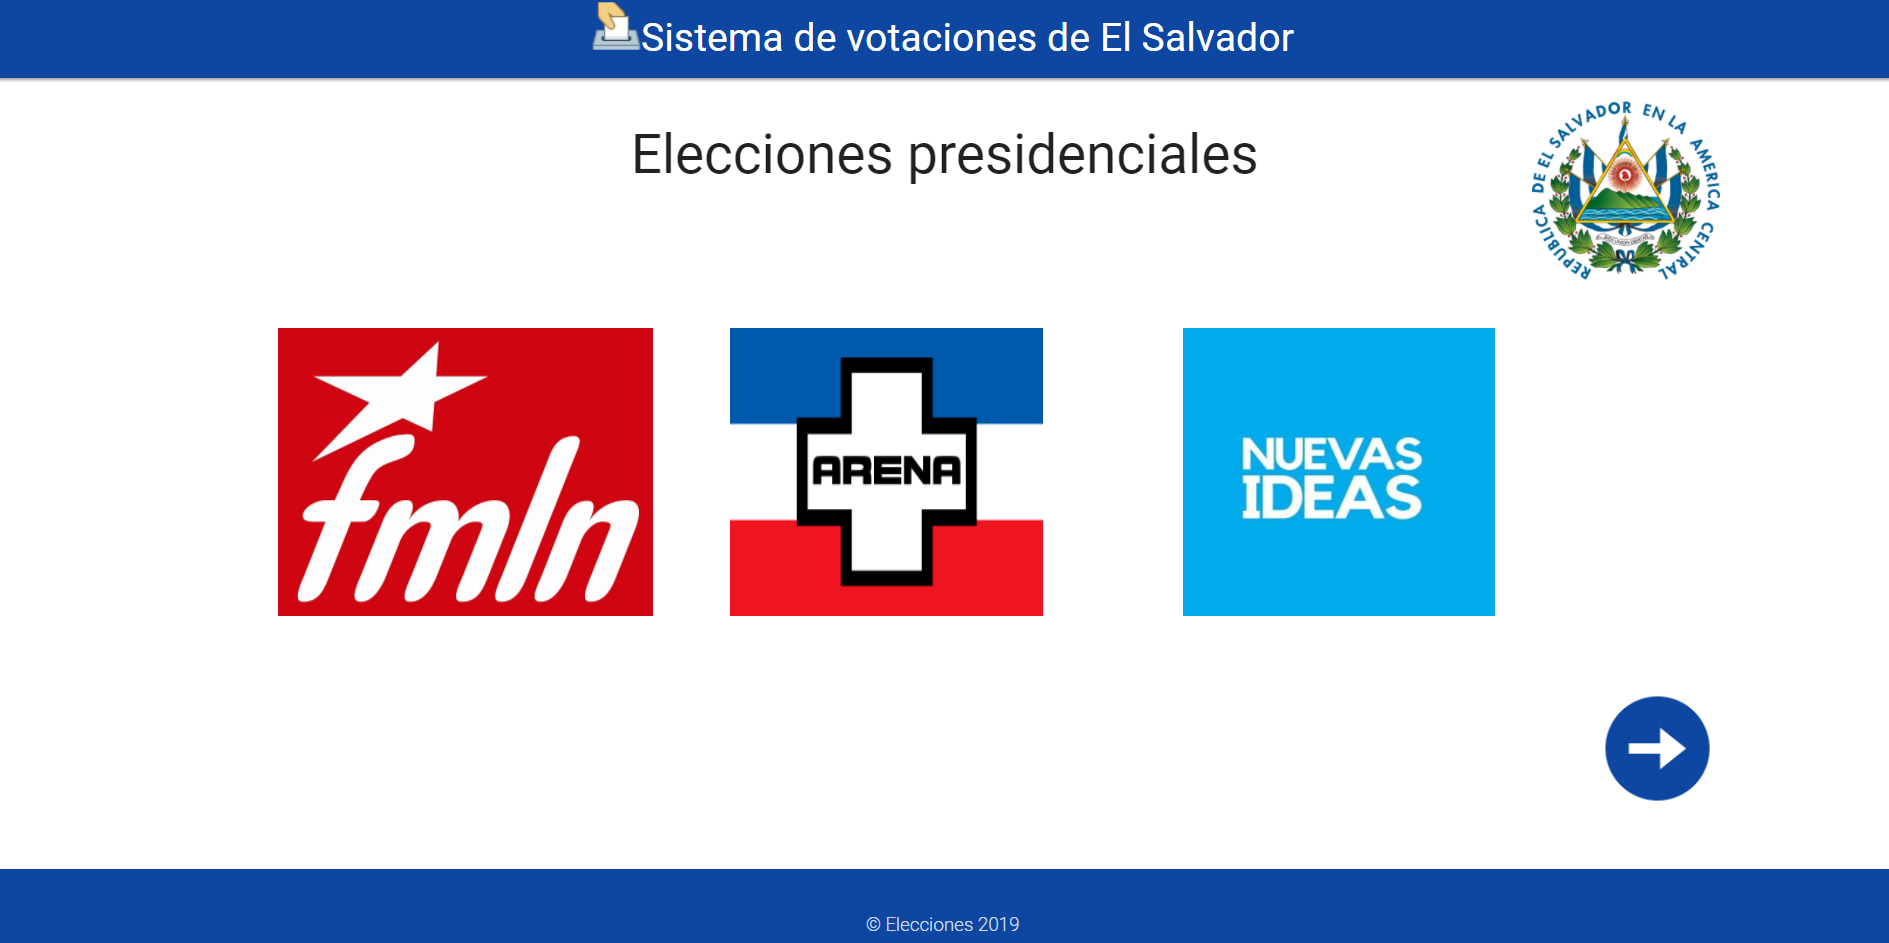 Sistema de votaciones de El Salvador
Elecciones presidenciales
REPUBLICA DE EL SALVADOR EN LA AMERICA CENTRAL
fmln
ARENA
NUEVAS
IDEAS
© Elecciones 2019